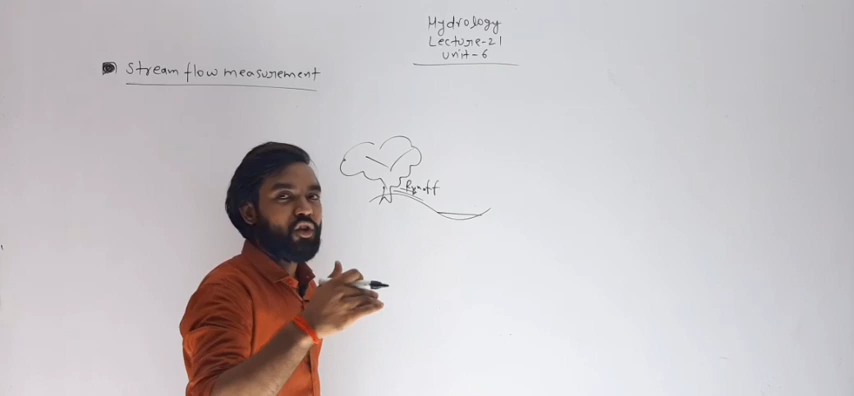 Hydrology
Lecture-21
Unit-6
Stream flow measurement
Runoff